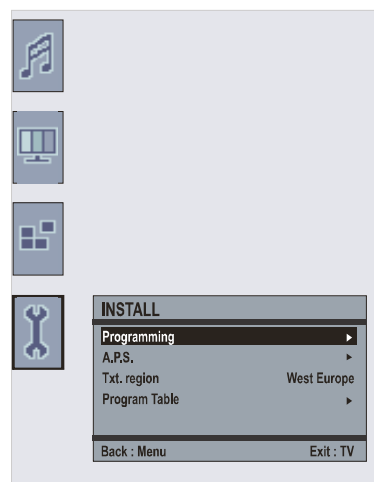 INSTALL
Programming
A.P.S.
Txt. region West Europe
Program Table
Back : Menu Exit : TV